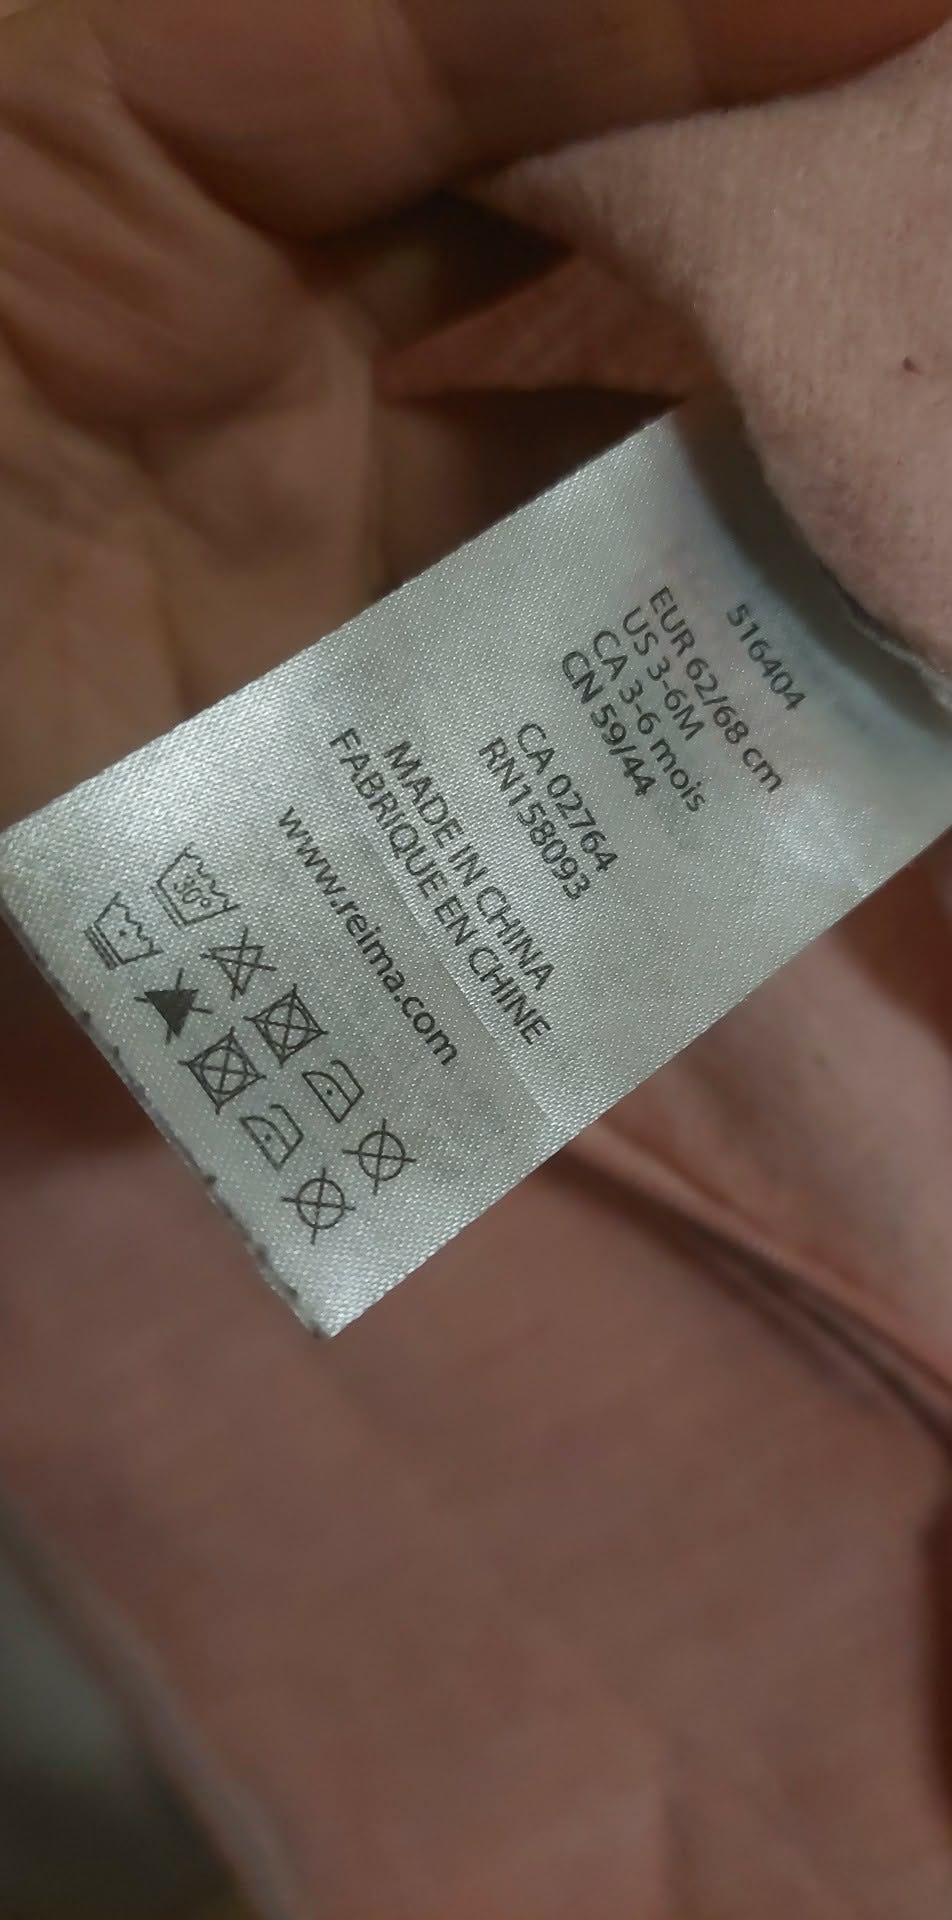 516404
EUR 62/68 cm
US 3-6M
CA 3-6 mois
CN 59/44
CA 02764
RN158093
MADE IN CHINA
FABRIQUE EN CHINE
www.reima.com
30°